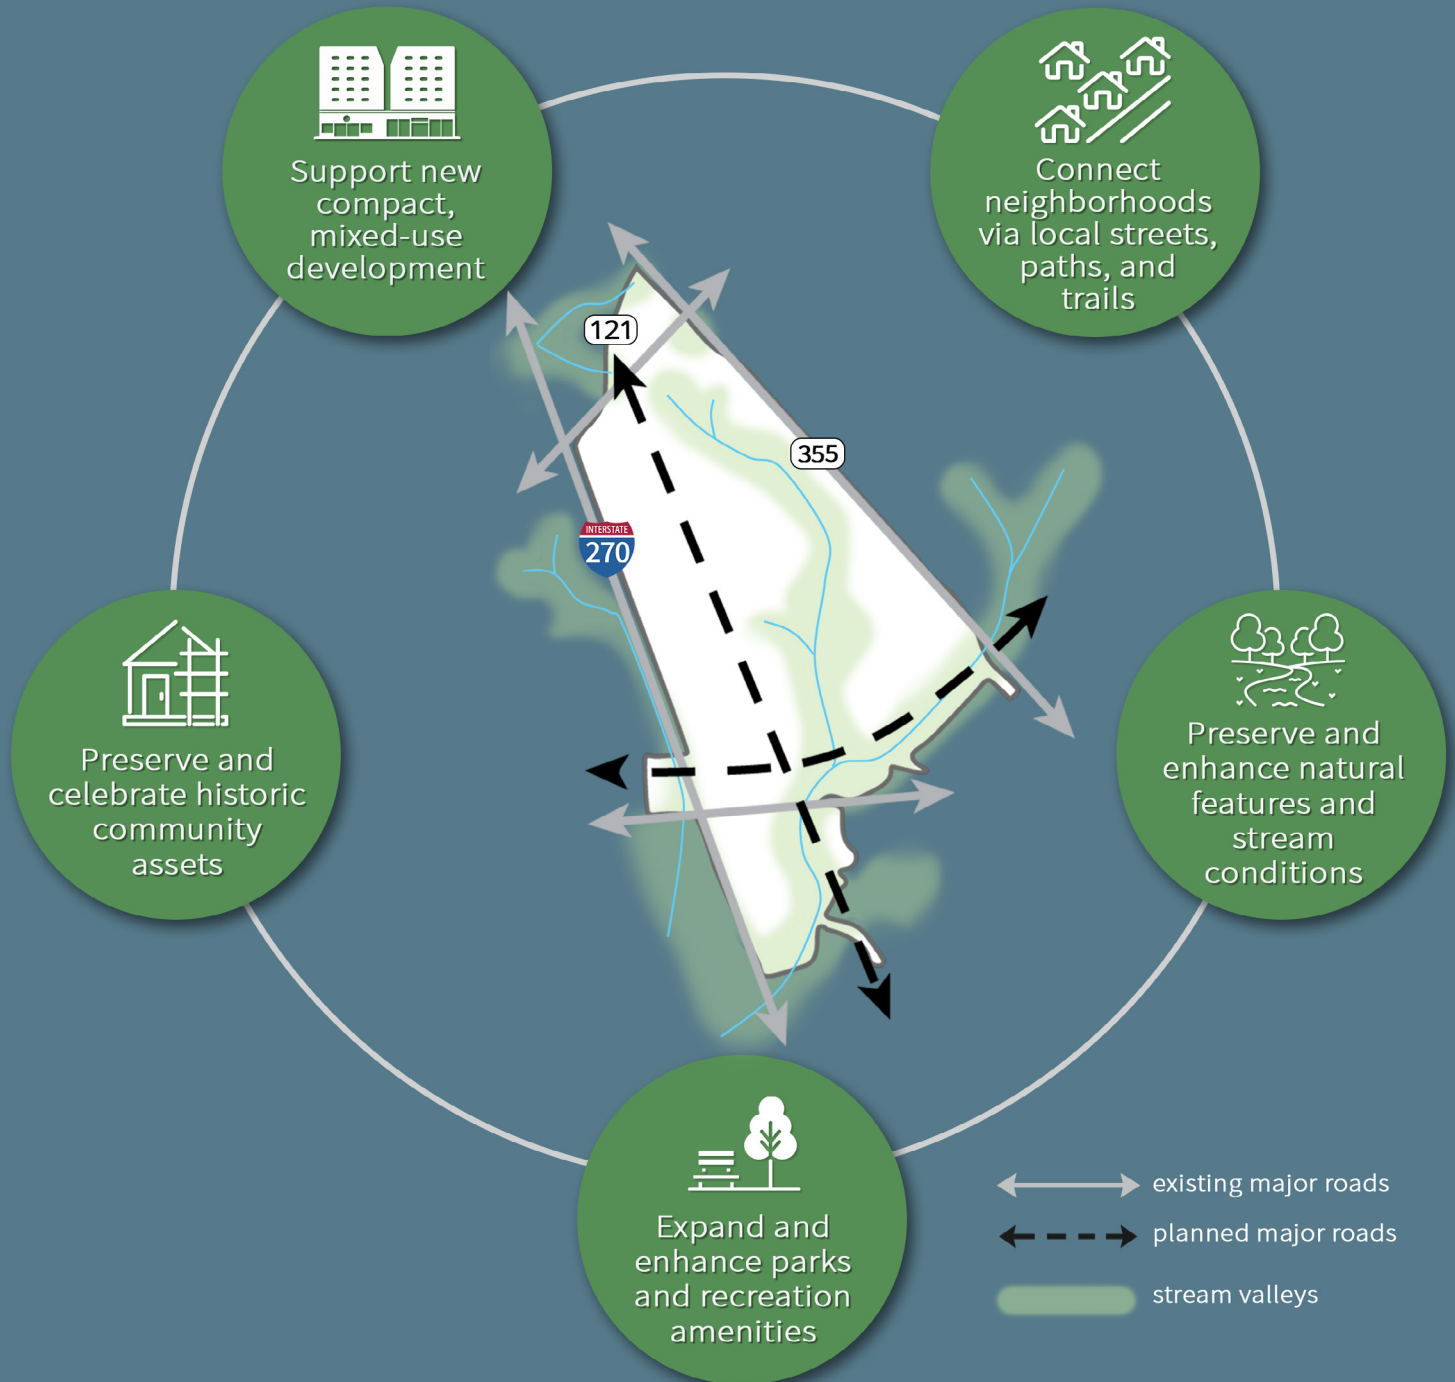 Support new
compact,
mixed-use
development
Connect
neighborhoods
via local streets,
paths, and
trails
121
355
INTERSTATE
270
Preserve and
celebrate historic
community
assets
Preserve and
enhance natural
features and
stream
conditions
Expand and
enhance parks
and recreation
amenities
existing major roads
planned major roads
stream valleys